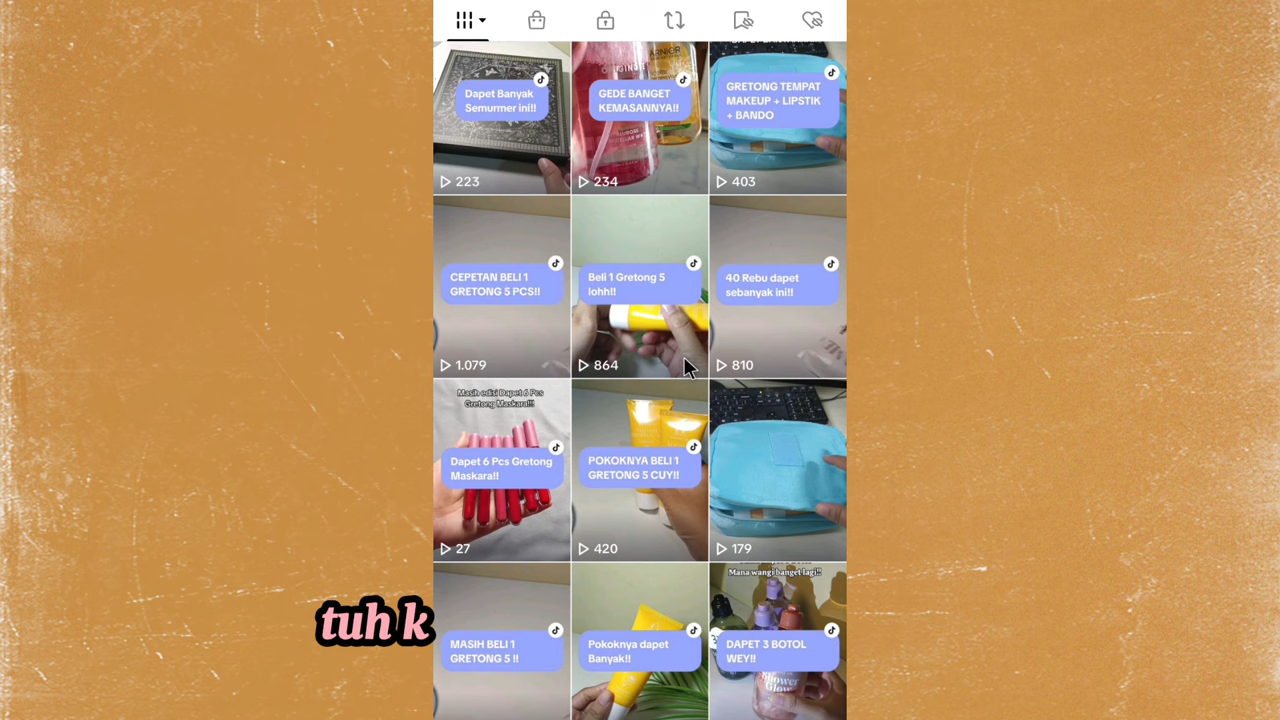 Dapet Banyak
Semurmer ini!!
223
GARNIER
GEDE BANGET
KEMASANNYA!!
234
GRETONG TEMPAT
MAKEUP + LIPSTIK
+ BANDO
403
CEPETAN BELI 1
GRETONG 5 PCS!!
1.079
Beli 1 Gretong 5
lohh!!
864
40 Rebu dapet
sebanyak ini!!
810
Masih edisi Dapet 6 Pcs
Gretong Maskara!!!
Dapet 6 Pcs Gretong
Maskara!!
27
POKOKNYA BELI 1
GRETONG 5 CUY!!
420
179
MASIH BELI 1
GRETONG 5 !!
Pokoknya dapet
Banyak!!
Mana wangi banget lagi!!
DAPET 3 BOTOL
WEY!!
tuh k